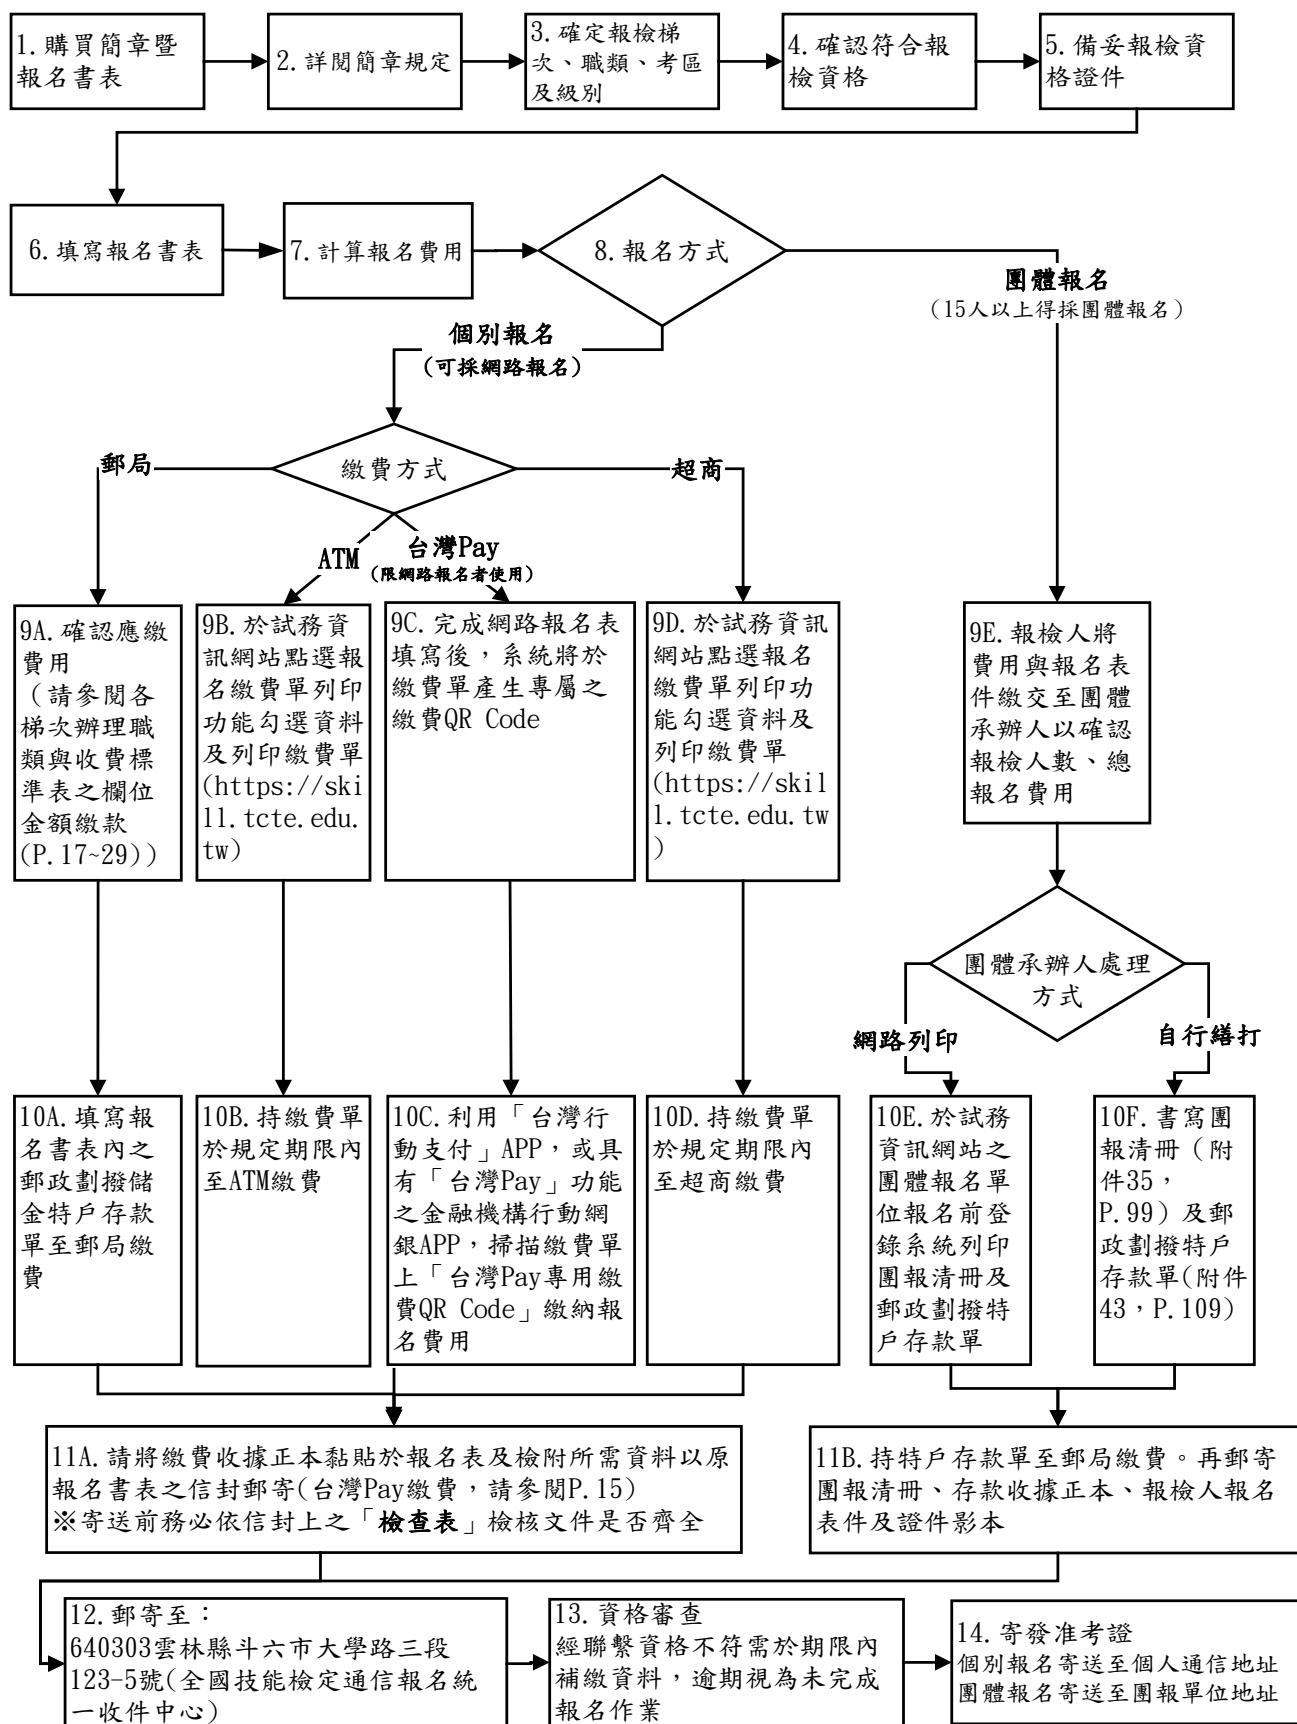 1.購買簡章暨
報名書表
2.詳閱簡章規定
3.確定報檢梯
次、職類、考區
及級別
4.確認符合報
檢資格
5.備妥報檢資
格證件
6.填寫報名書表
7.計算報名費用
8.報名方式
團體報名
（15人以上得採團體報名）
個別報名
（可採網路報名）
繳費方式
郵局
超商
ATM
台灣Pay
（限網路報名者使用）
9A.確認應繳
費用
（請參閱各
梯次辦理職
類與收費標
準表之欄位
金額繳款
(P.17~29)）
9B.於試務資
訊網站點選報
名繳費單列印
功能勾選資料
及列印繳費單
(https://ski
ll.tcte.edu.
tw)
9C.完成網路報名表
填寫後，系統將於
繳費單產生專屬之
繳費QR Code
9D.於試務資訊
網站點選報名
繳費單列印功
能勾選資料及
列印繳費單
(https://skil
l.tcte.edu.tw
)
9E.報檢人將
費用與報名表
件繳交至團體
承辦人以確認
報檢人數、總
報名費用
團體承辦人處理
方式
網路列印
自行繕打
10A.填寫報
名書表內之
郵政劃撥儲
金特戶存款
單至郵局繳
費
10B.持繳費單
於規定期限內
至ATM繳費
10C.利用「台灣行
動支付」APP，或具
有「台灣Pay」功能
之金融機構行動網
銀APP，掃描繳費單
上「台灣Pay專用繳
費QR Code」繳納報
名費用
10D.持繳費單
於規定期限內
至超商繳費
10E.於試務
資訊網站之
團體報名單
位報名前登
錄系統列印
團報清冊及
郵政劃撥特
戶存款單
10F.書寫團
報清冊（附
件35，
P.99）及郵
政劃撥特戶
存款單(附件
43，P.109)
11A.請將繳費收據正本黏貼於報名表及檢附所需資料以原
報名書表之信封郵寄(台灣Pay繳費，請參閱P.15)
※寄送前務必依信封上之「檢查表」檢核文件是否齊全
11B.持特戶存款單至郵局繳費。再郵寄
團報清冊、存款收據正本、報檢人報名
表件及證件影本
12.郵寄至：
640303雲林縣斗六市大學路三段
123-5號(全國技能檢定通信報名統
一收件中心)
13.資格審查
經聯繫資格不符需於期限內
補繳資料，逾期視為未完成
報名作業
14.寄發准考證
個別報名寄送至個人通信地址
團體報名寄送至團報單位地址